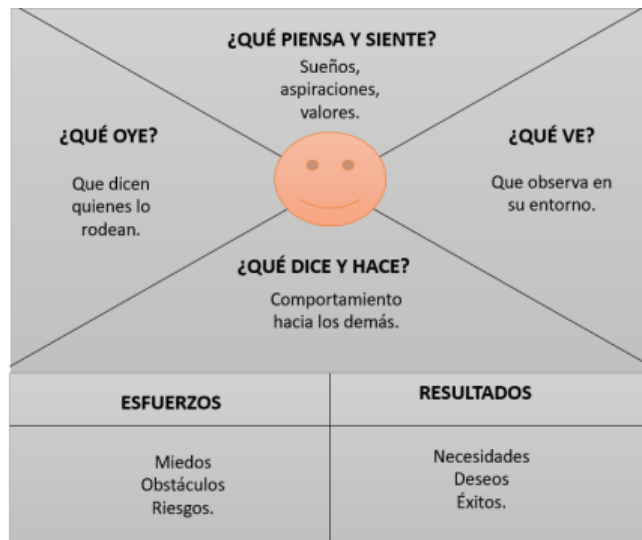 ¿QUÉ PIENSA Y SIENTE?
Sueños,
aspiraciones,
valores.
¿QUÉ OYE?
Que dicen
quienes lo
rodean.
¿QUÉ VE?
Que observa en
su entorno.
¿QUÉ DICE Y HACE?
Comportamiento
hacia los demás.
ESFUERZOS
Miedos
Obstáculos
Riesgos.
RESULTADOS
Necesidades
Deseos
Éxitos.